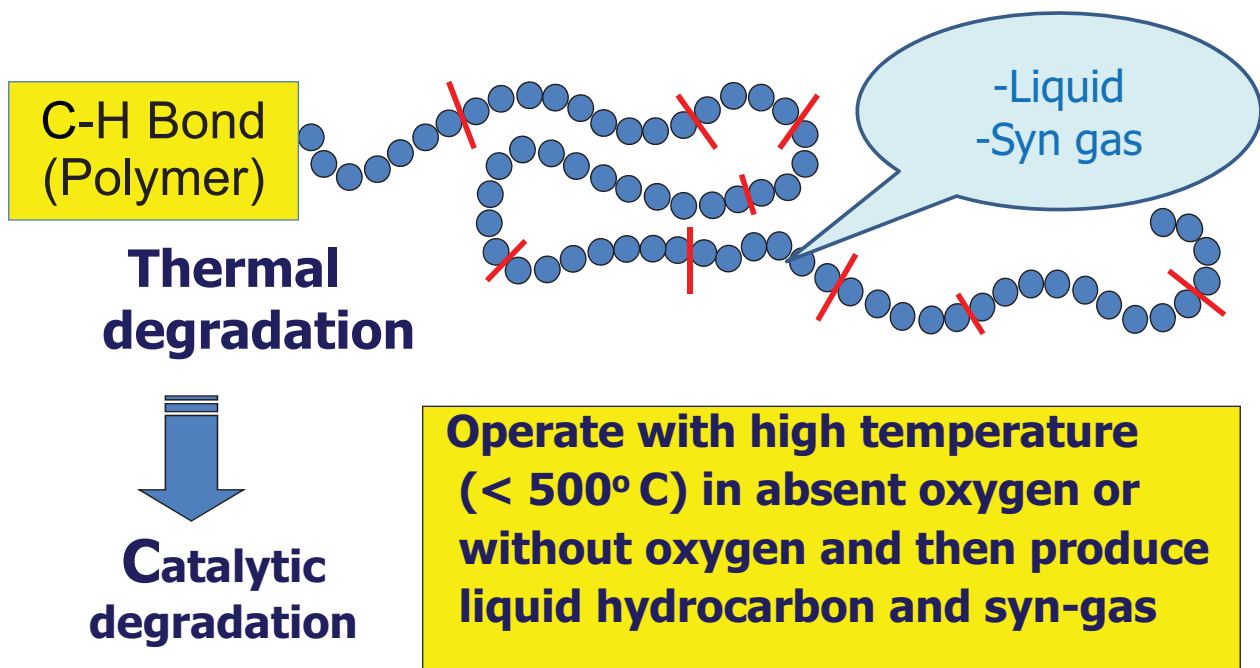 C-H Bond
(Polymer)
-Liquid
-Syn gas
Thermal
degradation
Catalytic
degradation
Operate with high temperature
(< 500º C) in absent oxygen or
without oxygen and then produce
liquid hydrocarbon and syn-gas